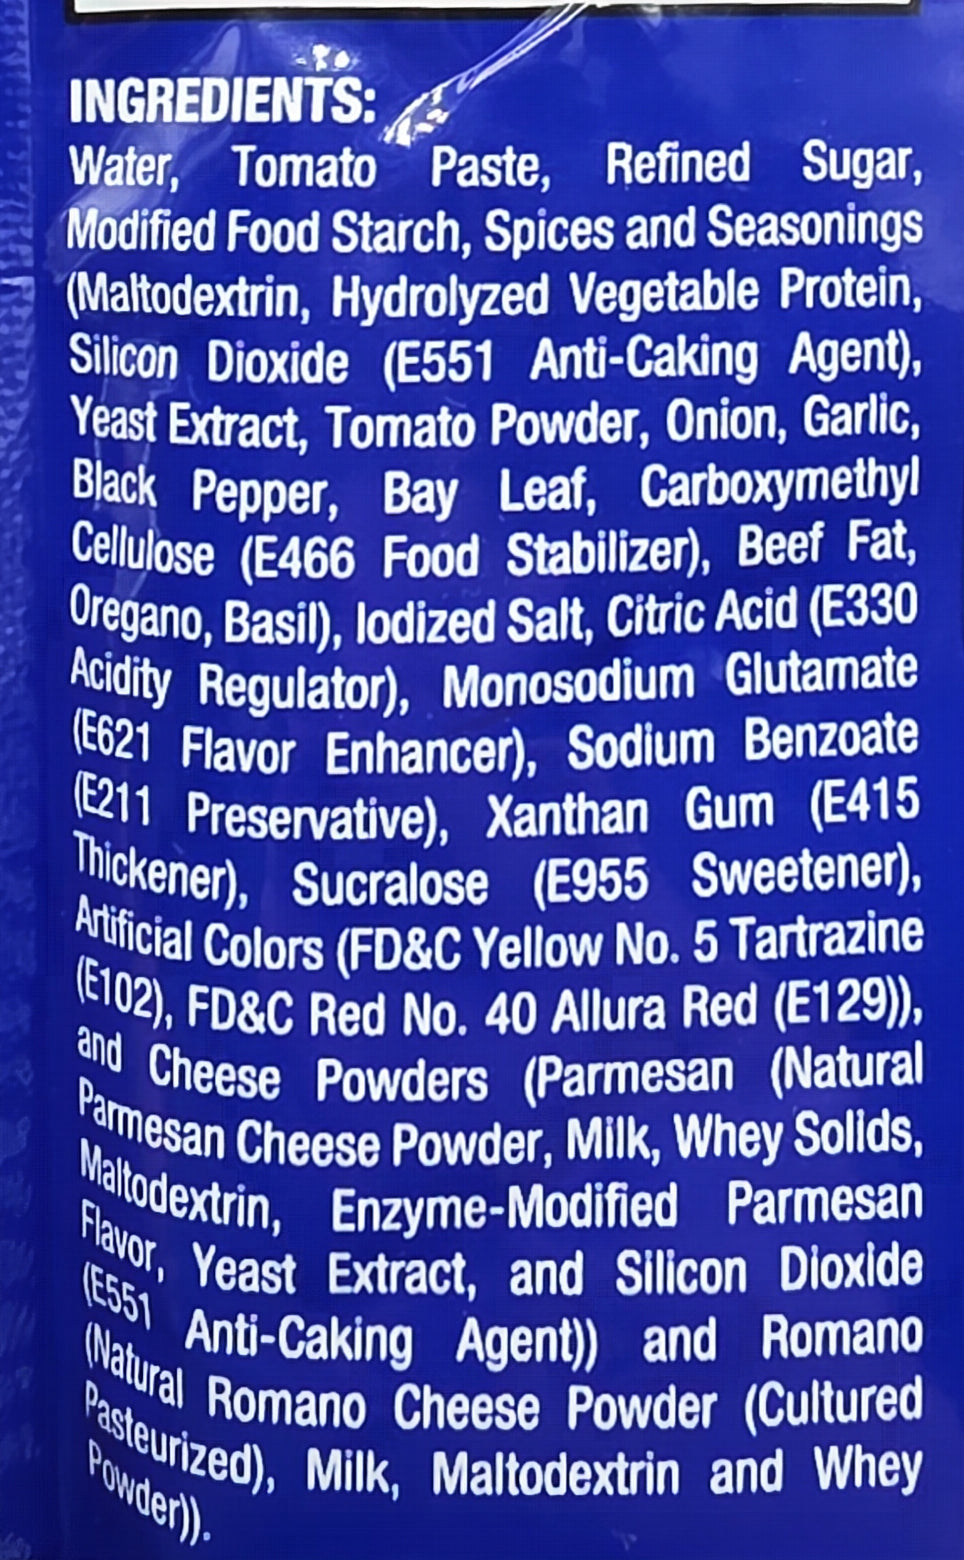 INGREDIENTS:
Water, Tomato Paste, Refined Sugar,
Modified Food Starch, Spices and Seasonings
(Maltodextrin, Hydrolyzed Vegetable Protein,
Silicon Dioxide (E551 Anti-Caking Agent),
Yeast Extract, Tomato Powder, Onion, Garlic,
Black Pepper, Bay Leaf, Carboxymethyl
Cellulose (E466 Food Stabilizer), Beef Fat,
Oregano, Basil), Iodized Salt, Citric Acid (E330
Acidity Regulator), Monosodium Glutamate
(E621 Flavor Enhancer), Sodium Benzoate
(E211 Preservative), Xanthan Gum (E415
Thickener), Sucralose (E955 Sweetener),
Artificial Colors (FD&C Yellow No. 5 Tartrazine
(E102), FD&C Red No. 40 Allura Red (E129)),
and Cheese Powders (Parmesan (Natural
Parmesan Cheese Powder, Milk, Whey Solids,
Maltodextrin, Enzyme-Modified Parmesan
Flavor, Yeast Extract, and Silicon Dioxide
(E551 Anti-Caking Agent)) and Romano
(Natural Romano Cheese Powder (Cultured
Pasteurized), Milk, Maltodextrin and Whey
Powder)).